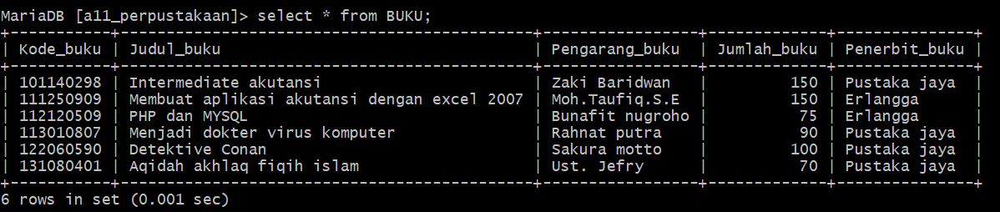 MariaDB [a11_perpustakaan]> select * from BUKU;
+-----------+---------------------------------------------+-----------------+-------------+---------------+
| Kode_buku | Judul_buku                                  | Pengarang_buku  | Jumlah_buku | Penerbit_buku |
+-----------+---------------------------------------------+-----------------+-------------+---------------+
| 101140298 | Intermediate akutansi                       | Zaki Baridwan   |         150 | Pustaka jaya  |
| 111250909 | Membuat aplikasi akutansi dengan excel 2007 | Moh.Taufiq.S.E  |         150 | Erlangga      |
| 112120509 | PHP dan MYSQL                               | Bunafit nugroho |          75 | Erlangga      |
| 113010807 | Menjadi dokter virus komputer               | Rahnat putra    |          90 | Pustaka jaya  |
| 122060590 | Detektive Conan                             | Sakura motto    |         100 | Pustaka jaya  |
| 131080401 | Aqidah akhlaq fiqih islam                   | Ust. Jefry      |          70 | Pustaka jaya  |
+-----------+---------------------------------------------+-----------------+-------------+---------------+
6 rows in set (0.001 sec)